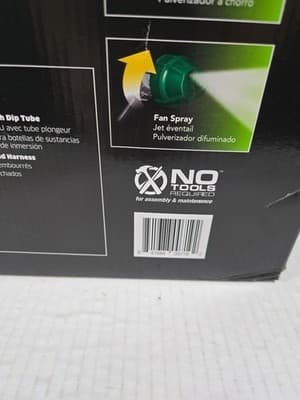 Pulverizador a chorro
h Dip Tube
U avec tube plongeur
ra botellas de sustancias
de inmersión
d Harness
embourrés
chados
Fan Spray
Jet éventail
Pulverizador difuminado
NO
TOOLS
REQUIRED
for assembly & maintenance